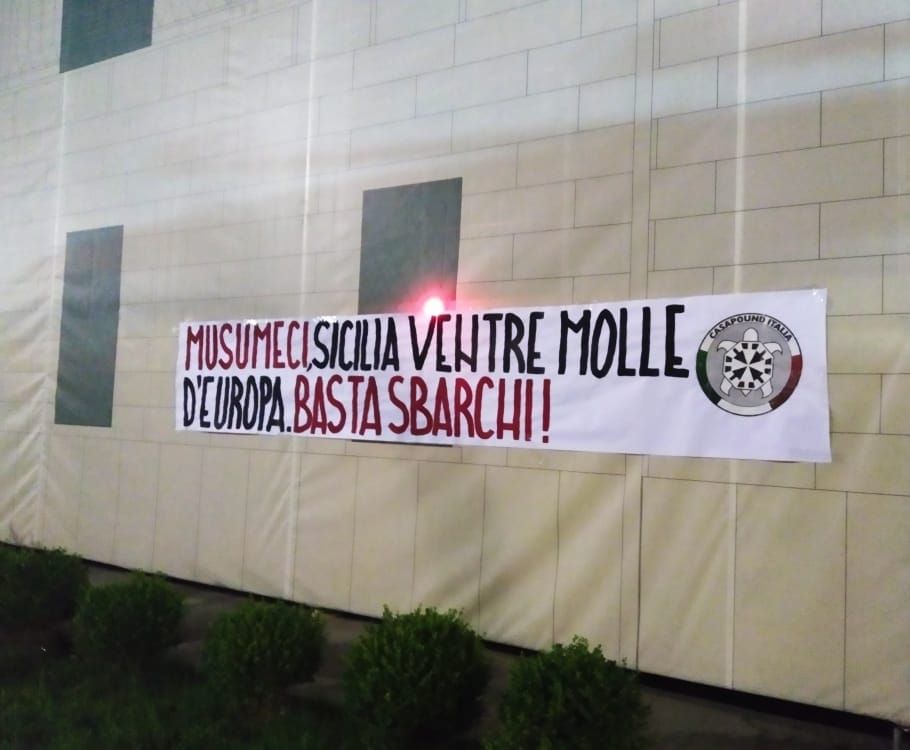 MUSUMECI, SICILIA VENTRE MOLLE
D'EUROPA. BASTA SBARCHI!
CASAPOUND ITALIA